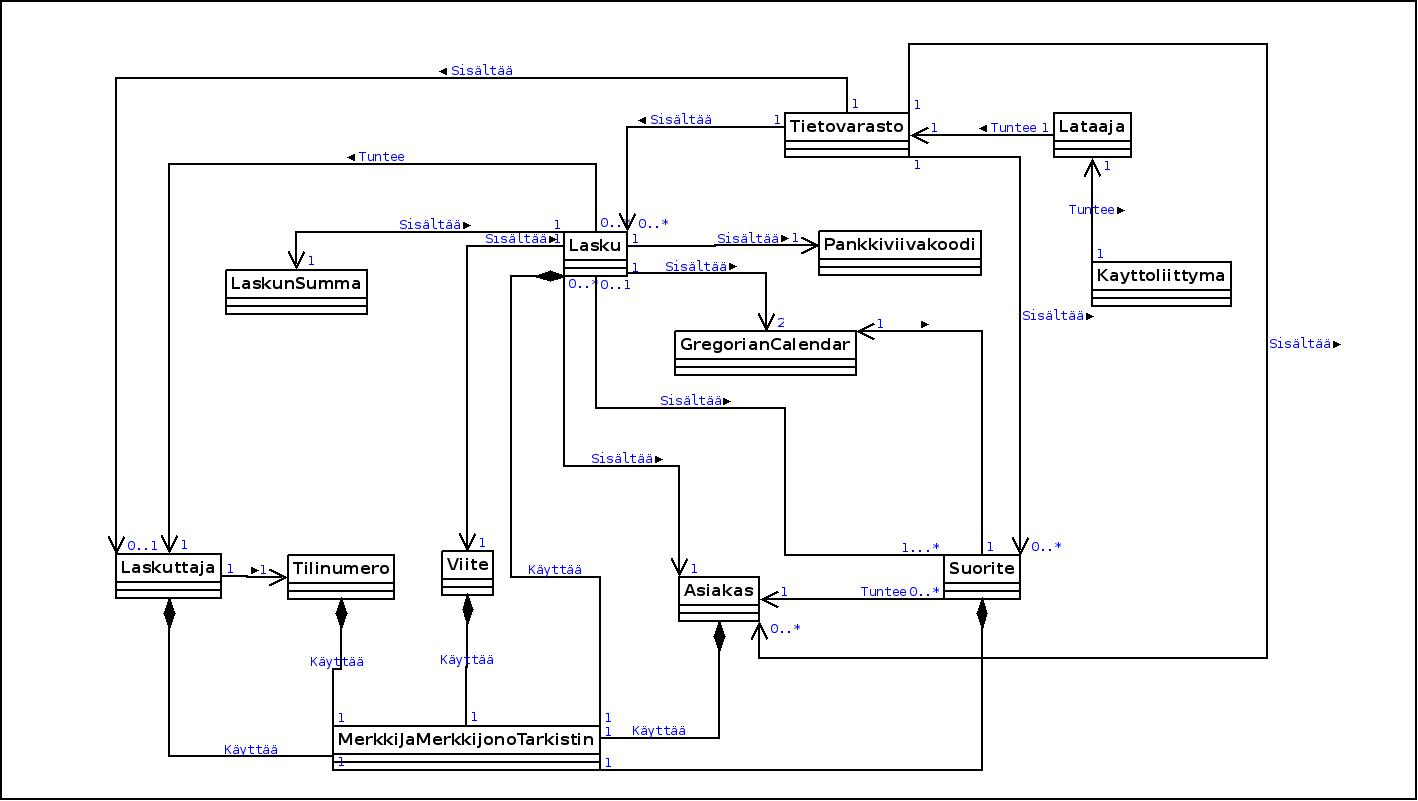 ◄ Sisältää
1
1
◄ Sisältää 1
Tietovarasto
1 ◄ Tuntee 1
Lataaja
◄ Tuntee
1
1
Tuntee ►
Sisältää ► 1
0..* 0..*
Sisältää ► 1
Lasku
1 Sisältää ► 1
Pankkiviivakoodi
1
LaskunSumma
1 Sisältää ►
1
Kayttoliittyma
0..* 0..1
2
1 ►
Sisältää ►
GregorianCalendar
Sisältää ►
Sisältää ►
Sisältää ►
0..1 1
1
1...* 1 0..*
Laskuttaja
1 ► 1
Tilinumero
Viite
Käyttää
1
Asiakas
1 Tuntee 0..*
Suorite
0..*
Käyttää
Käyttää
1 1 1
MerkkiJaMerkkijonoTarkistin
1 Käyttää
Käyttää
1 1